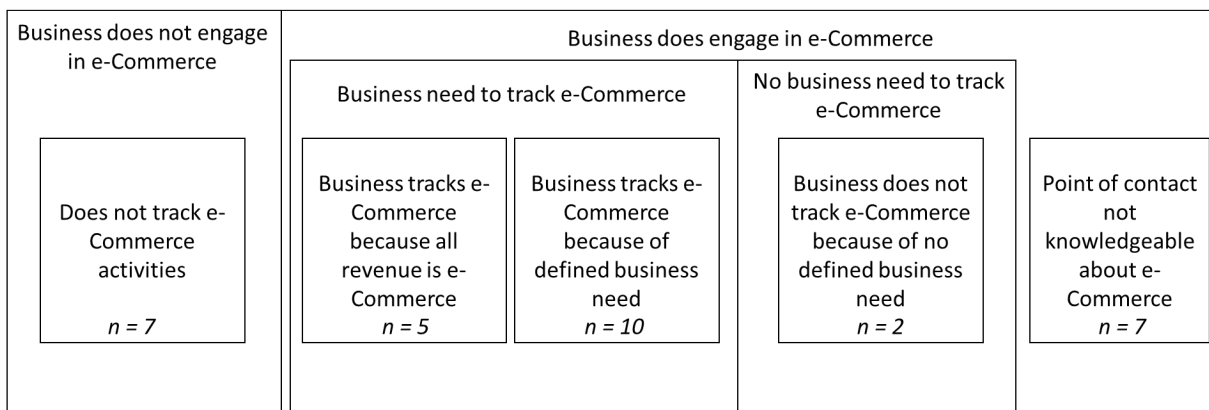 Business does not engage
in e-Commerce
Does not track e-
Commerce
activities
n = 7
Business does engage in e-Commerce
Business need to track e-Commerce
Business tracks e-
Commerce
because all
revenue is e-
Commerce
n = 5
Business tracks e-
Commerce
because of
defined business
need
n = 10
No business need to track
e-Commerce
Business does not
track e-Commerce
because of no
defined business
need
n = 2
Point of contact
not
knowledgeable
about e-
Commerce
n = 7